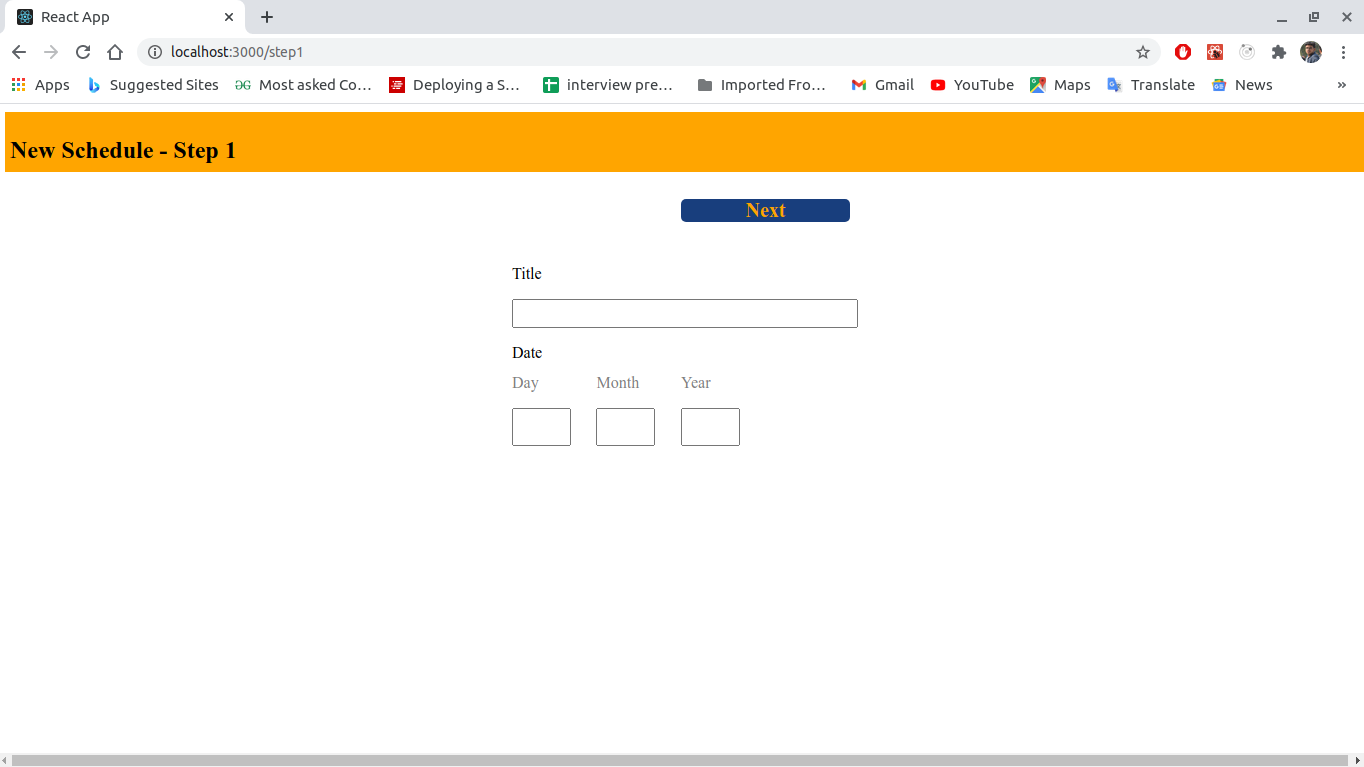 React App
localhost:3000/step1
Apps Suggested Sites Most asked Co... Deploying a S... interview pre... Imported Fro... Gmail YouTube Maps Translate News »
New Schedule - Step 1
Next
Title
Date
Day Month Year